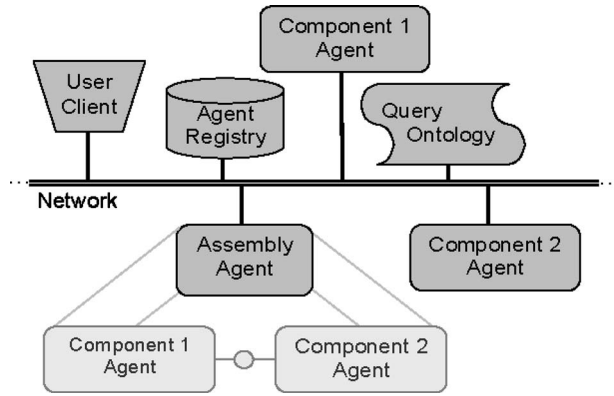 Component 1
Agent
User
Client
Agent
Registry
Query
Ontology
Network
Assembly
Agent
Component 2
Agent
Component 1
Agent
Component 2
Agent